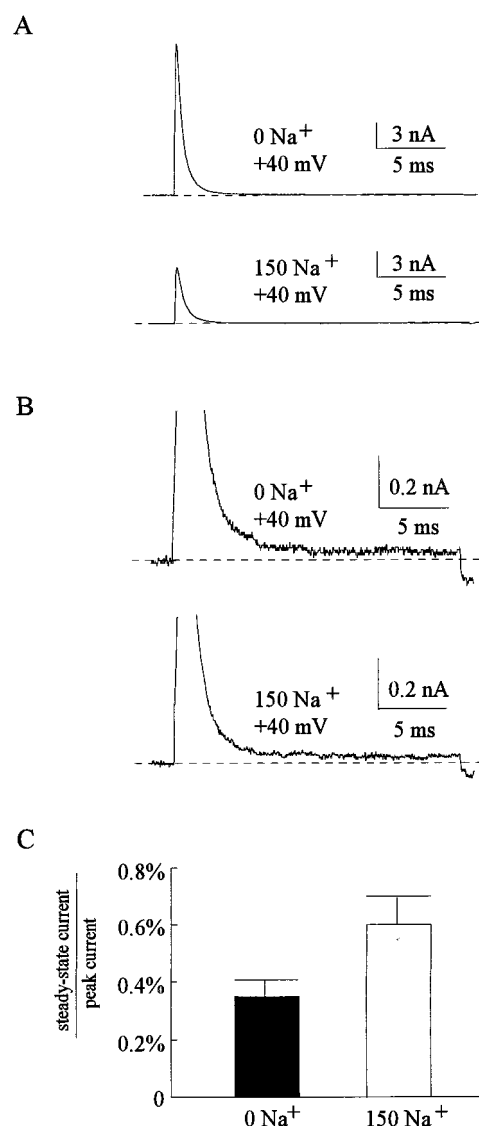 A
0 Na+
+40 mV
3 nA
5 ms
150 Na+
+40 mV
3 nA
5 ms
B
0 Na+
+40 mV
0.2 nA
5 ms
150 Na+
+40 mV
0.2 nA
5 ms
C
steady-state current
peak current
0.8%
0.6%
0.4%
0.2%
0
0 Na+
150 Na+